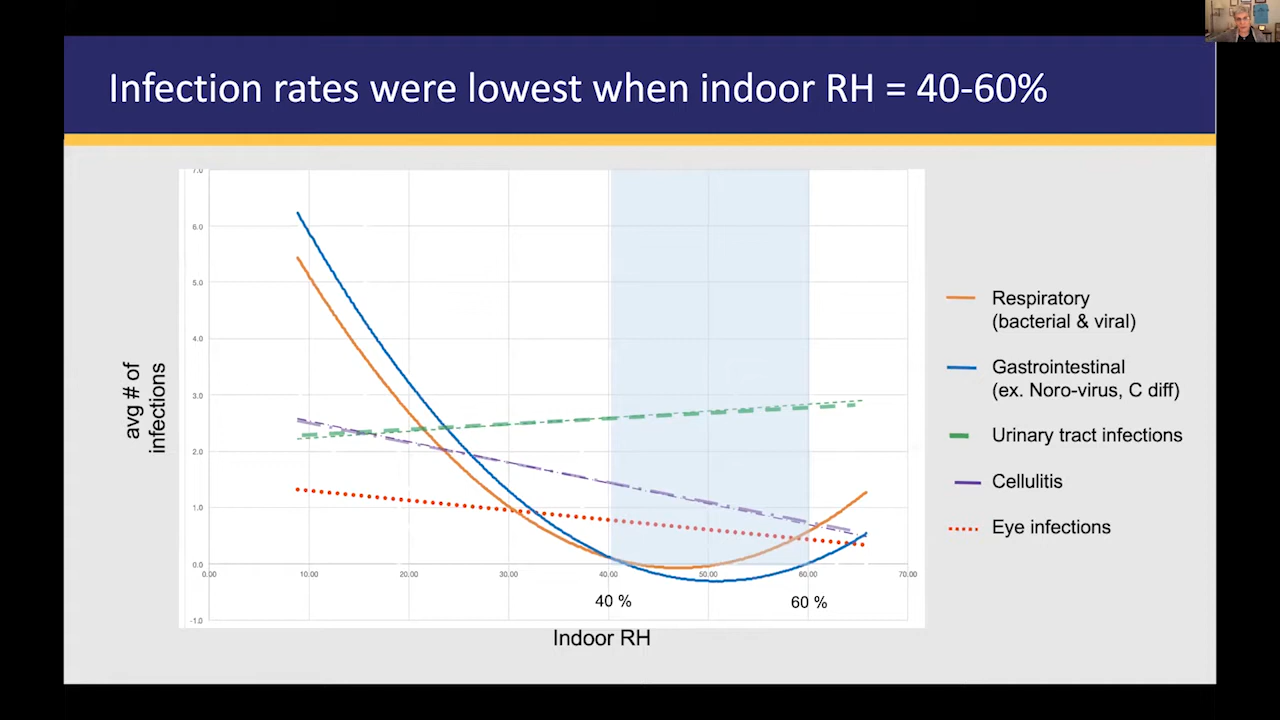 Infection rates were lowest when indoor RH = 40-60%
7.0
6.0
5.0
4.0
3.0
2.0
1.0
0.0
-1.0
0.00 10.00 20.00 30.00 40.00 50.00 60.00 70.00
40 % 60 %
avg # of
infections
Indoor RH
Respiratory
(bacterial & viral)
Gastrointestinal
(ex. Noro-virus, C diff)
Urinary tract infections
Cellulitis
Eye infections